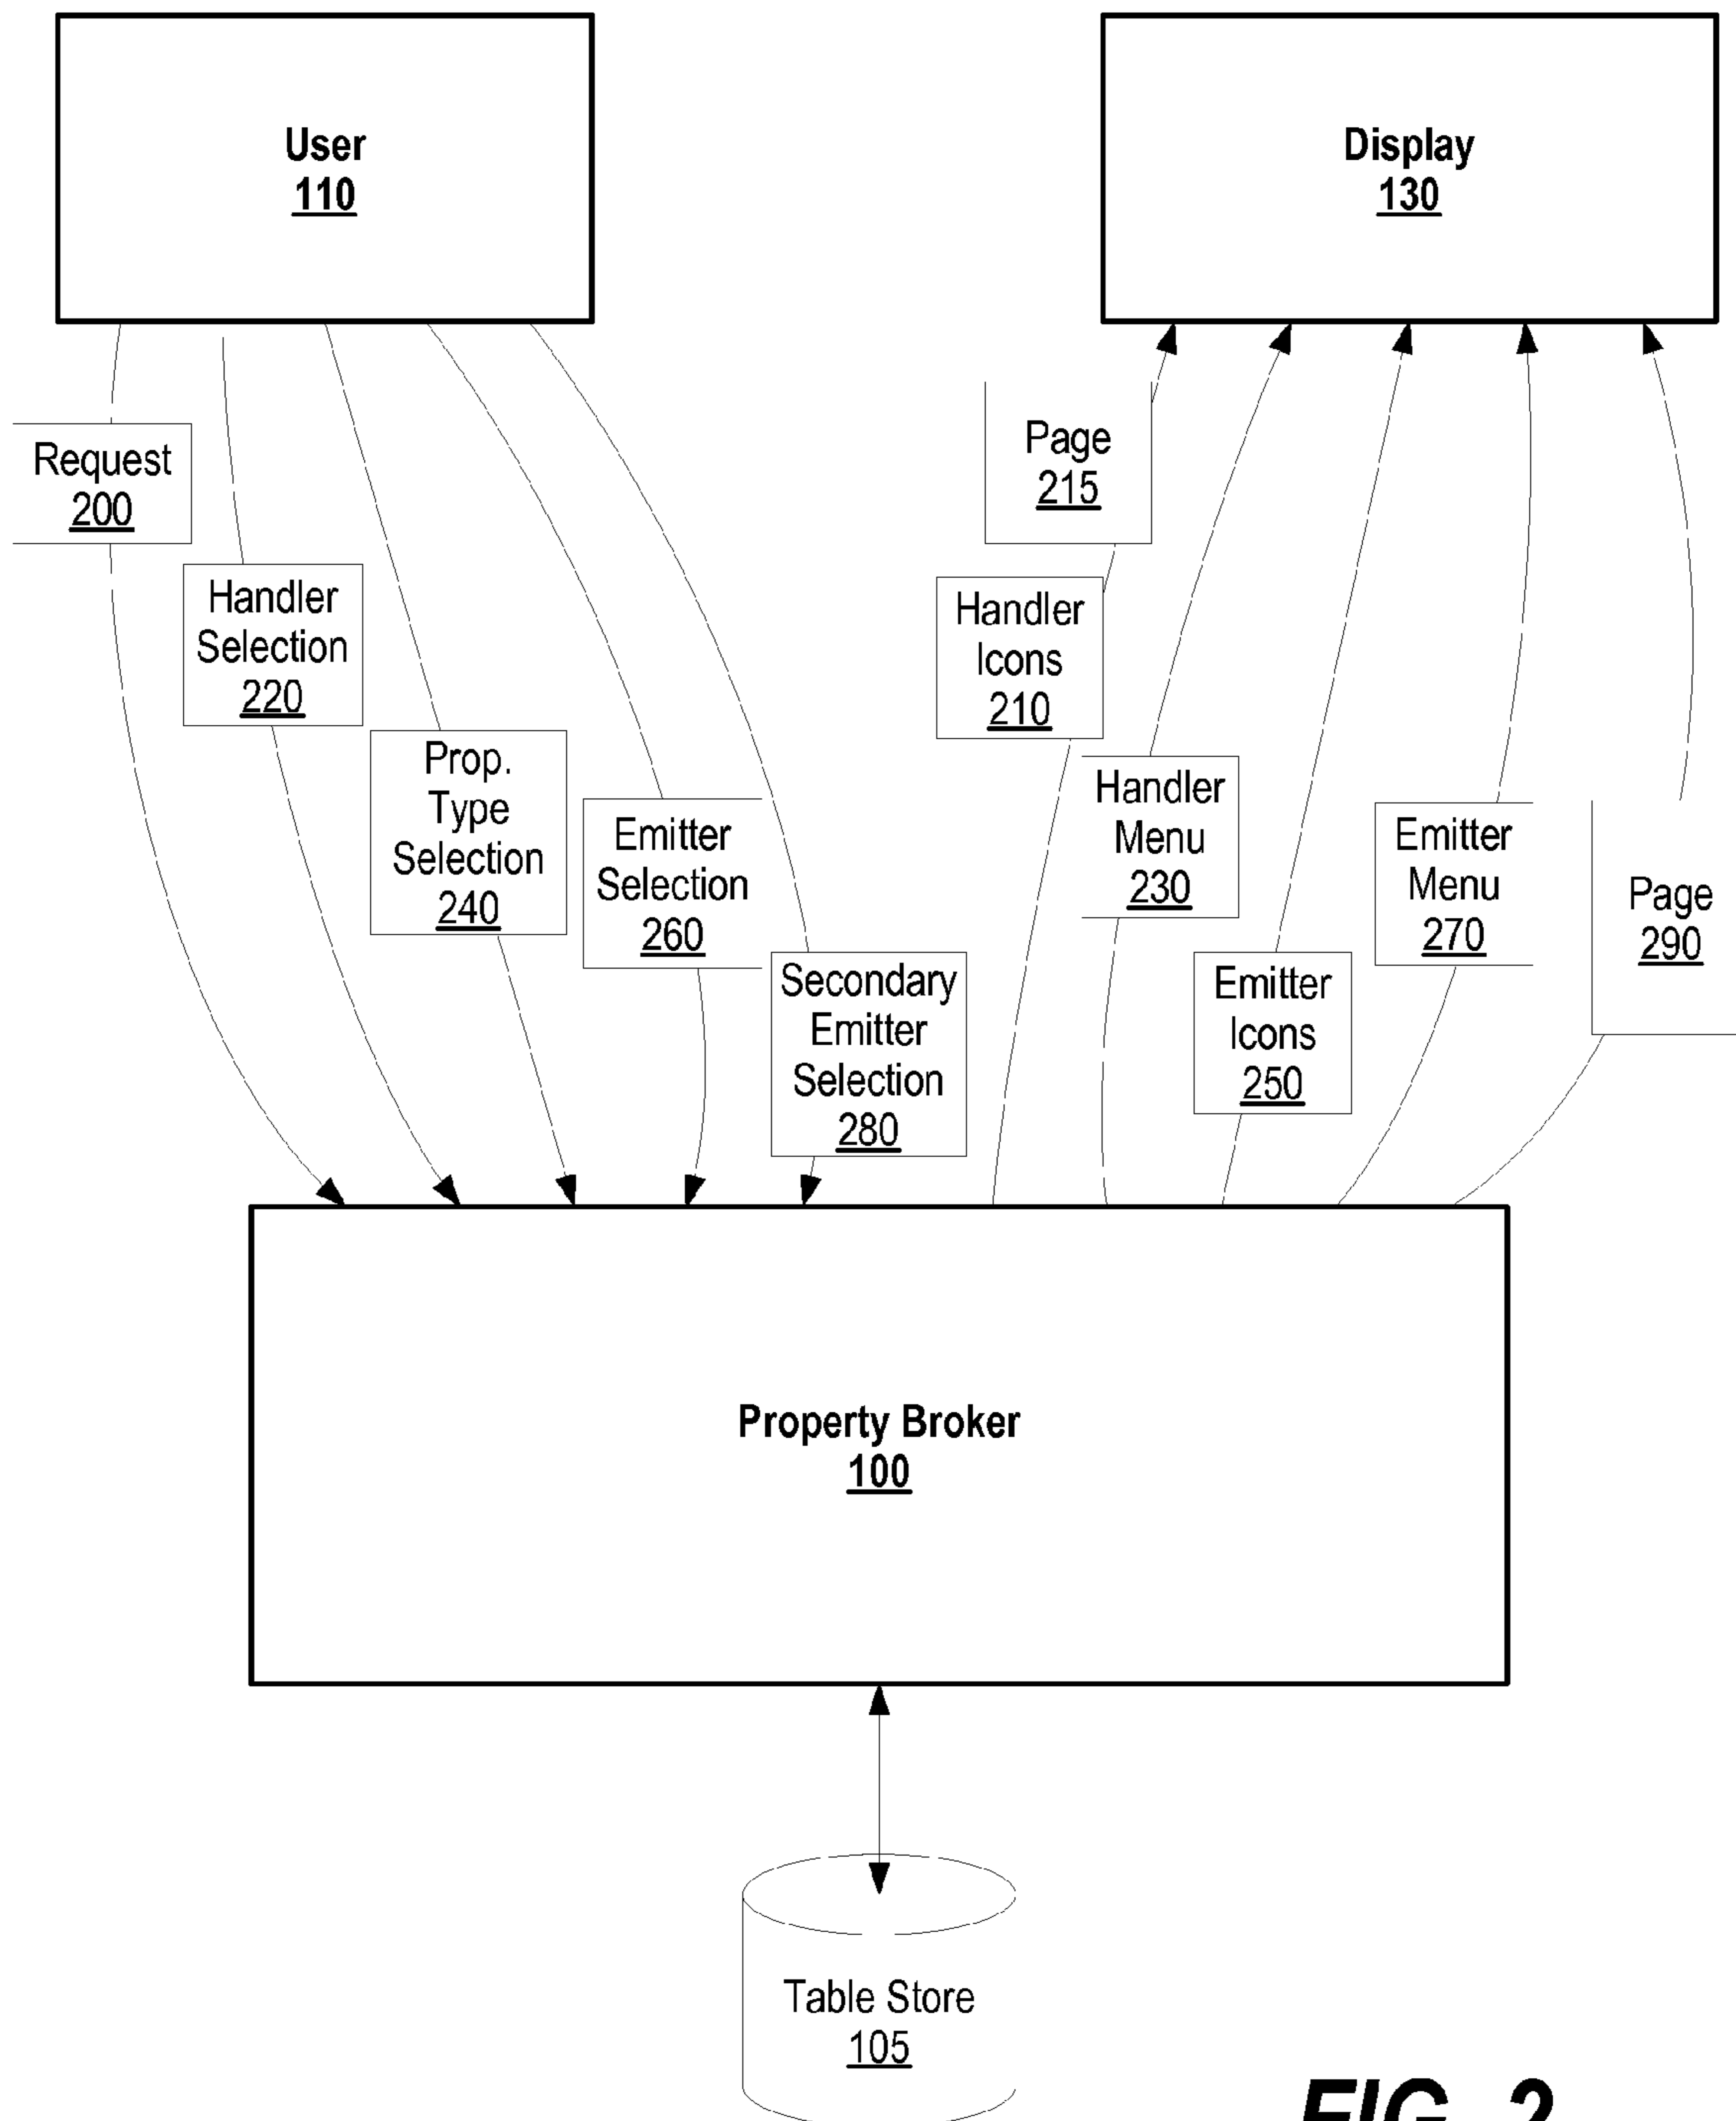 User
110
Display
130
Request
200
Page
215
Handler
Selection
220
Handler
Icons
210
Prop.
Type
Selection
240
Handler
Menu
230
Emitter
Selection
260
Emitter
Menu
270
Page
290
Secondary
Emitter
Selection
280
Emitter
Icons
250
Property Broker
100
Table Store
105
FIG. 2